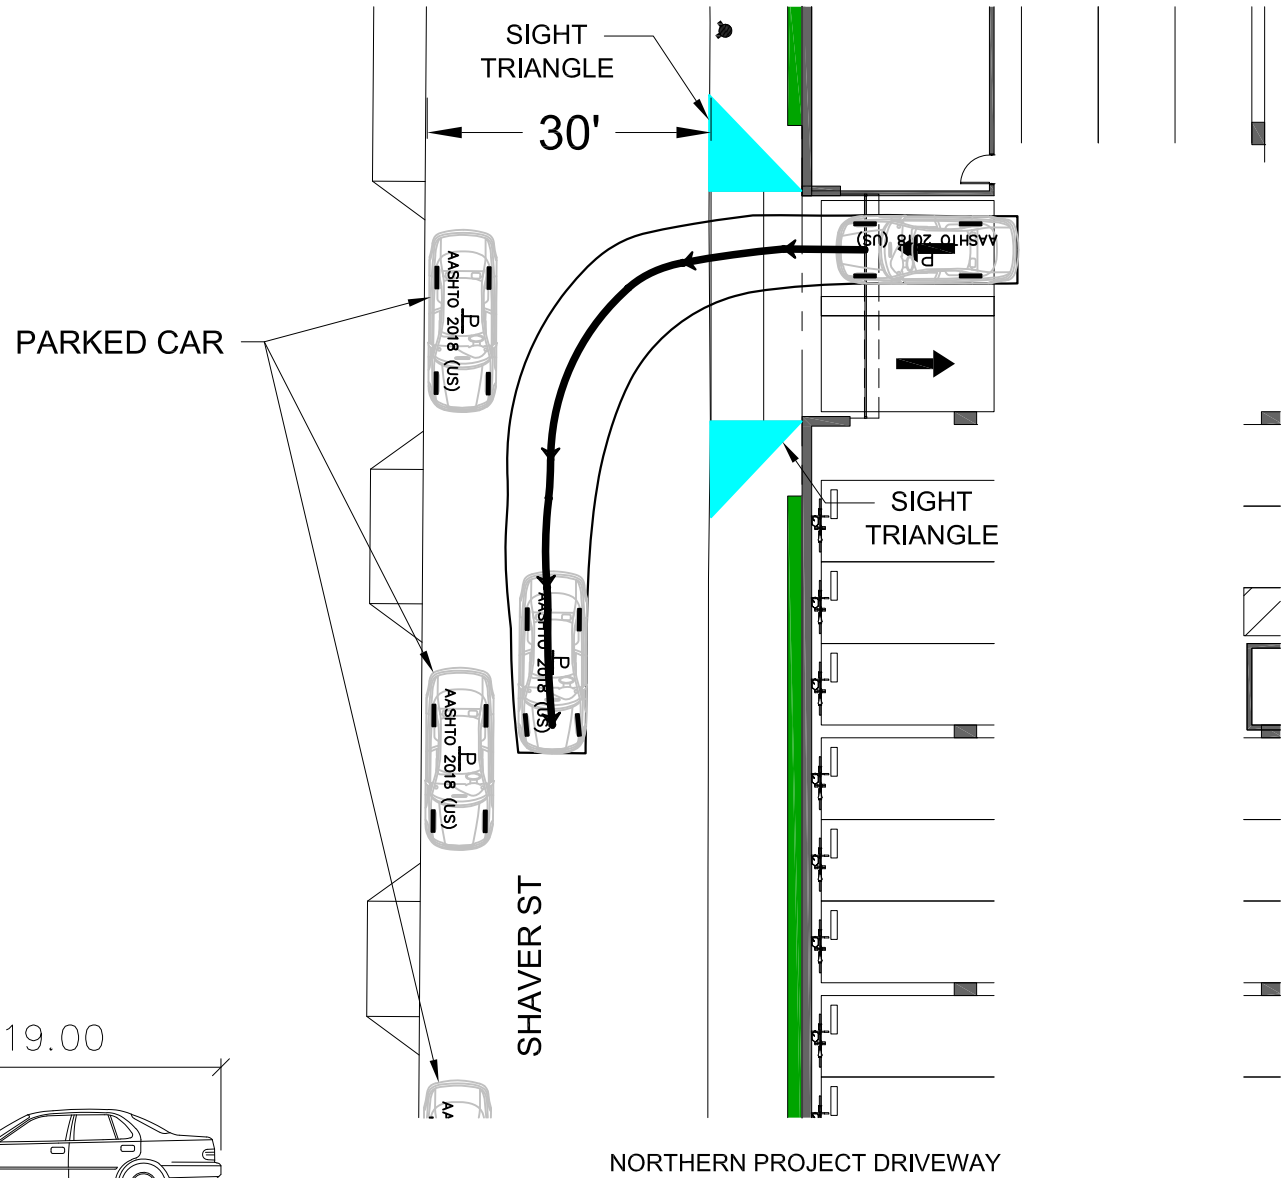 SIGHT
TRIANGLE
30'
AASHTO 2018 (US)
P
AASHTO 2018 (US)
P
PARKED CAR
SIGHT
TRIANGLE
AASHTO 2018 (US)
P
AASHTO 2018 (US)
P
SHAVER ST
19.00
AA
NORTHERN PROJECT DRIVEWAY